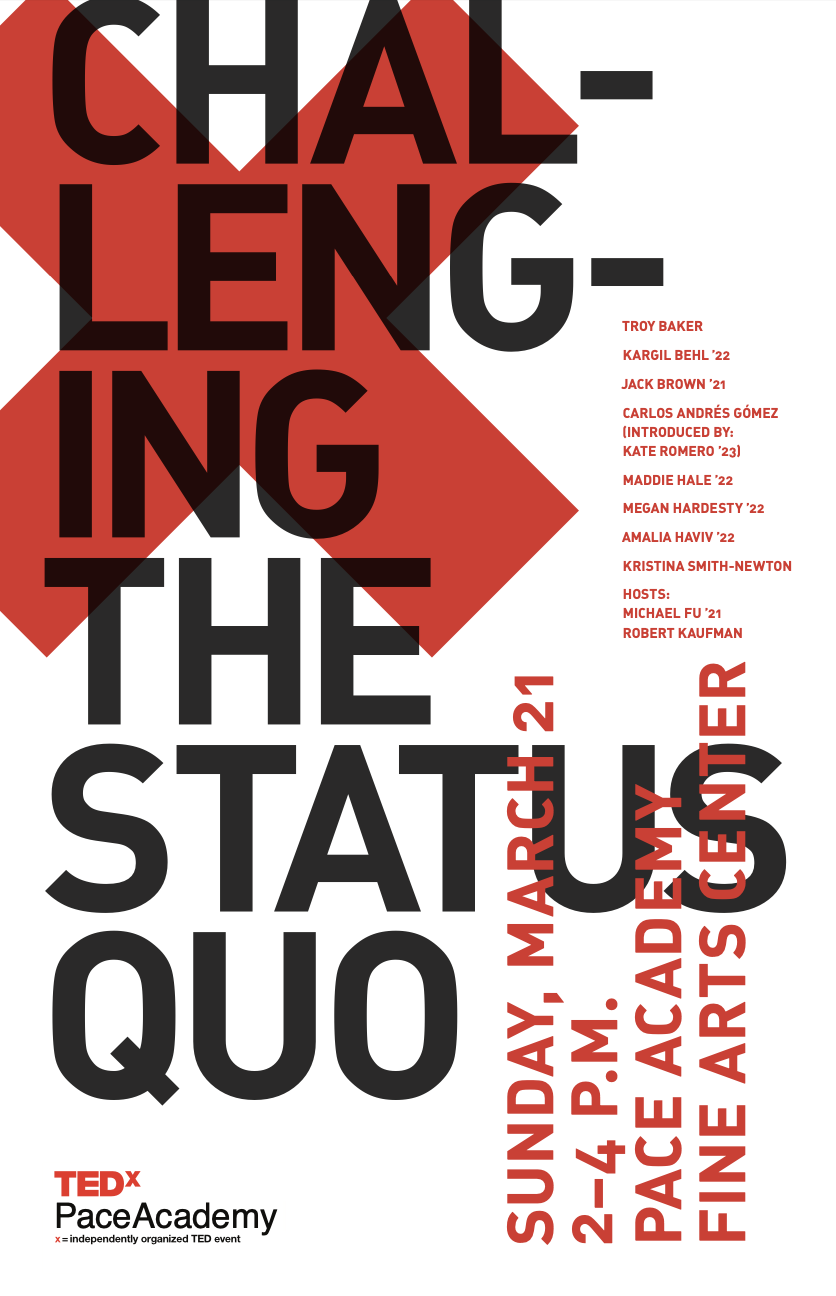 CHAL-
LENG-
ING
THE
STATUS
QUO
TROY BAKER
KARGIL BEHL ’22
JACK BROWN ’21
CARLOS ANDRÉS GÓMEZ
(INTRODUCED BY:
KATE ROMERO ’23)
MADDIE HALE ’22
MEGAN HARDESTY ’22
AMALIA HAVIV ’22
KRISTINA SMITH-NEWTON
HOSTS:
MICHAEL FU ’21
ROBERT KAUFMAN
SUNDAY, MARCH 21
2–4 P.M.
PACE ACADEMY
FINE ARTS CENTER
TEDx
PaceAcademy
x = independently organized TED event